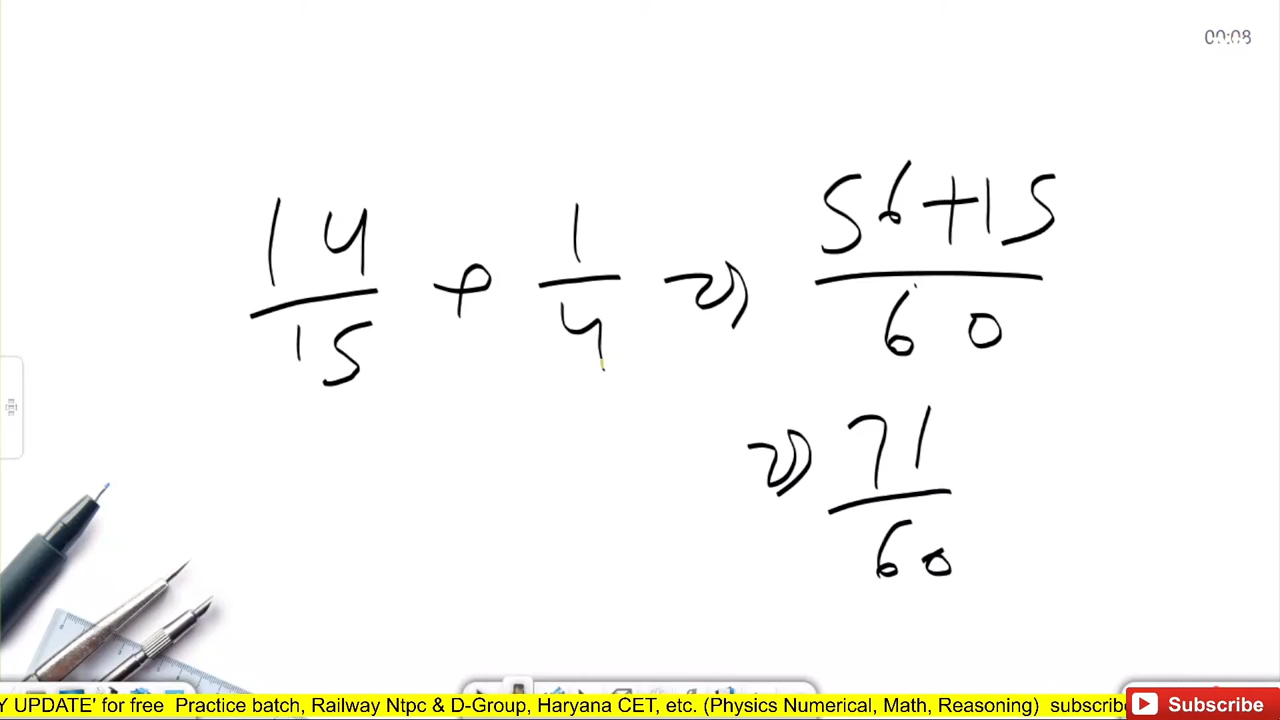 00:08
14/15 + 1/4 ⇒ 56+15/60
⇒ 71/60
Y UPDATE' for free Practice batch, Railway Ntpc & D-Group, Haryana CET, etc. (Physics Numerical, Math, Reasoning) subscribe
Subscribe